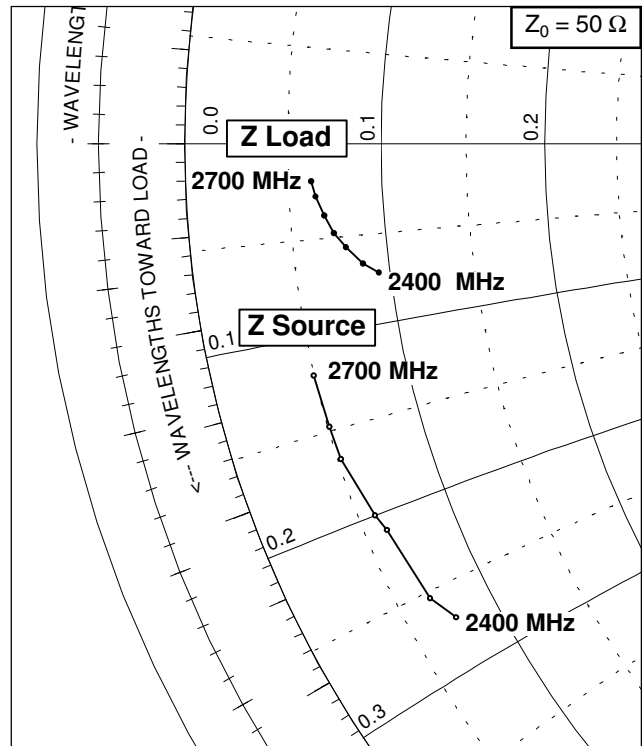 Z₀ = 50 Ω
- WAVELENGT
0.0
0.1
0.2
Z Load
2700 MHz
2400 MHz
<--- WAVELENGTHS TOWARD LOAD -
Z Source
0.1
2700 MHz
0.2
2400 MHz
0.3